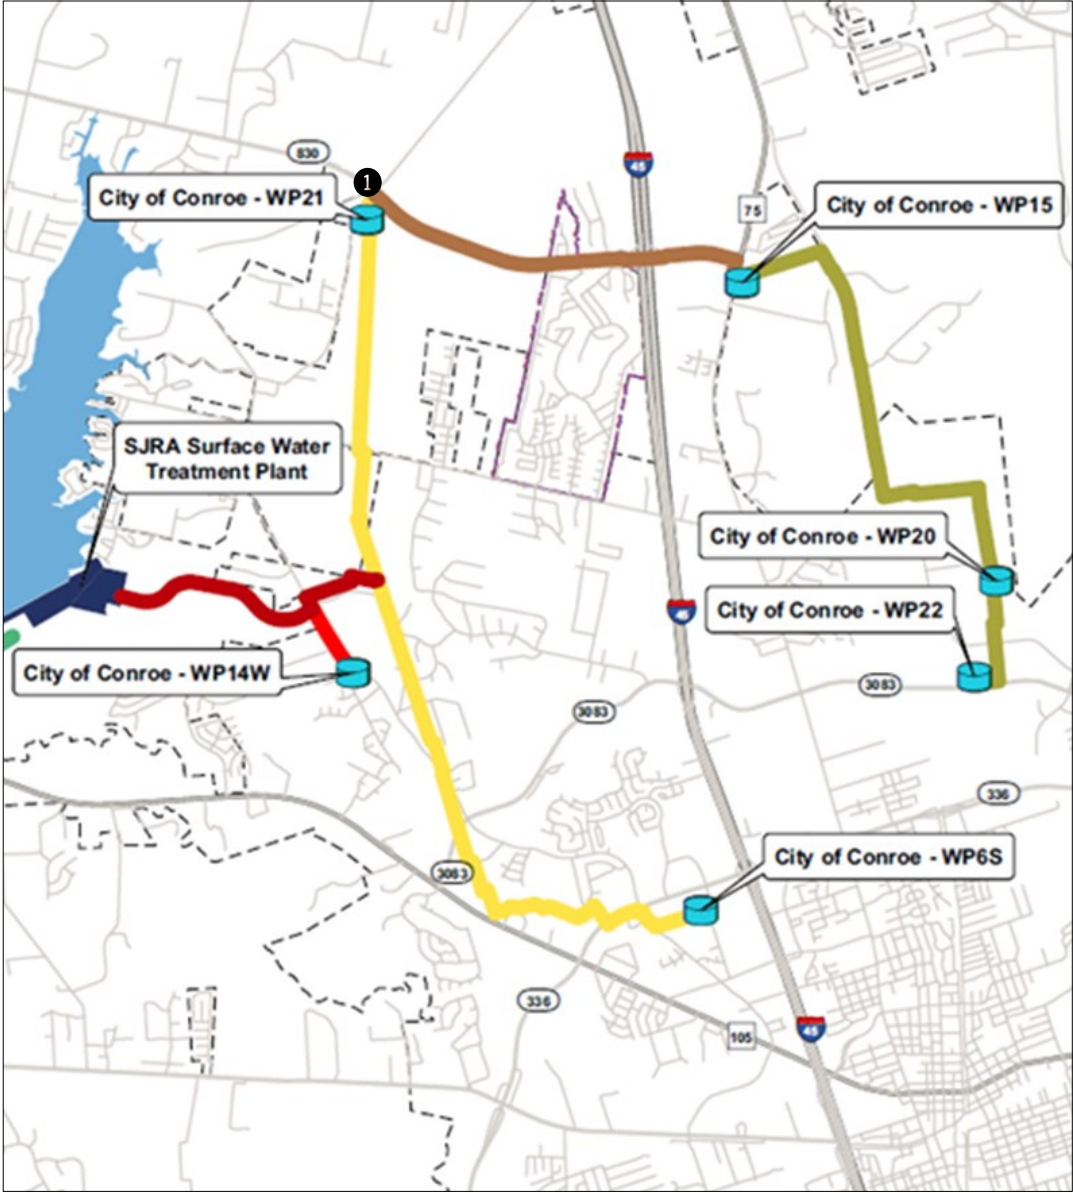 830
1
45
City of Conroe - WP21
75
City of Conroe - WP15
SJRA Surface Water
Treatment Plant
City of Conroe - WP20
45
City of Conroe - WP22
City of Conroe - WP14W
3083
3083
336
City of Conroe - WP6S
3083
336
105
45